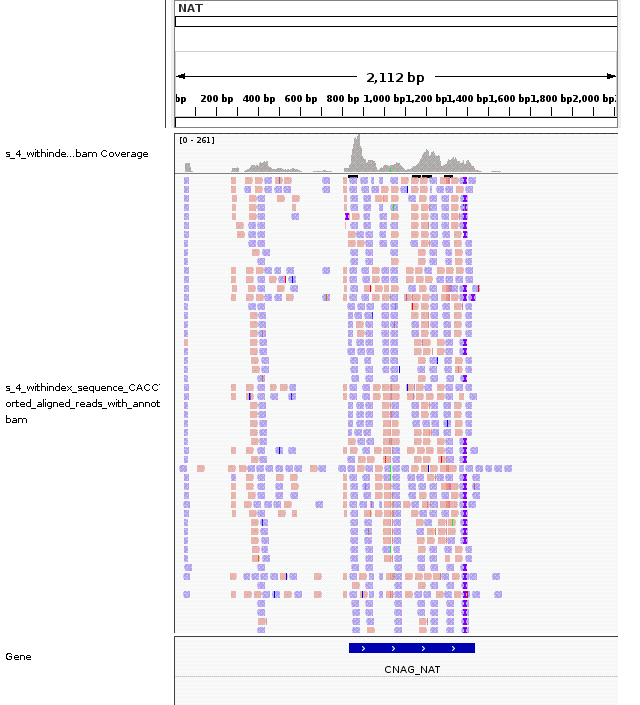 NAT
2,112 bp
bp 200 bp 400 bp 600 bp 800 bp 1,000 bp 1,200 bp 1,400 bp 1,600 bp 1,800 bp 2,000 bp
[0 - 261]
s_4_withinde...bam Coverage
s_4_withindex_sequence_CACC
orted_aligned_reads_with_annot
bam
Gene
CNAG_NAT